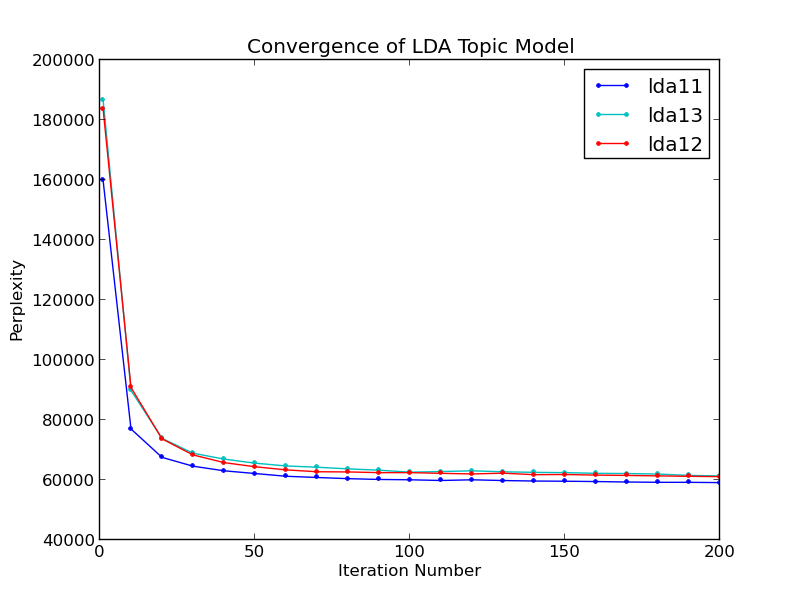 Convergence of LDA Topic Model
200000
180000
160000
140000
120000
100000
80000
60000
40000
Perplexity
lda11
lda13
lda12
0
50
100
150
200
Iteration Number